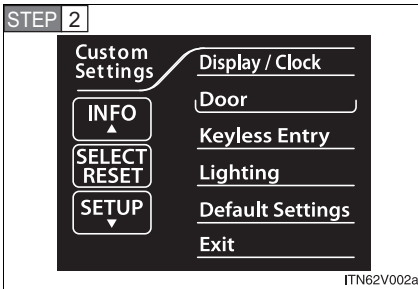 STEP 2
Custom
Settings
INFO
SELECT
RESET
SETUP
Display / Clock
Door
Keyless Entry
Lighting
Default Settings
Exit
ITN62V002a